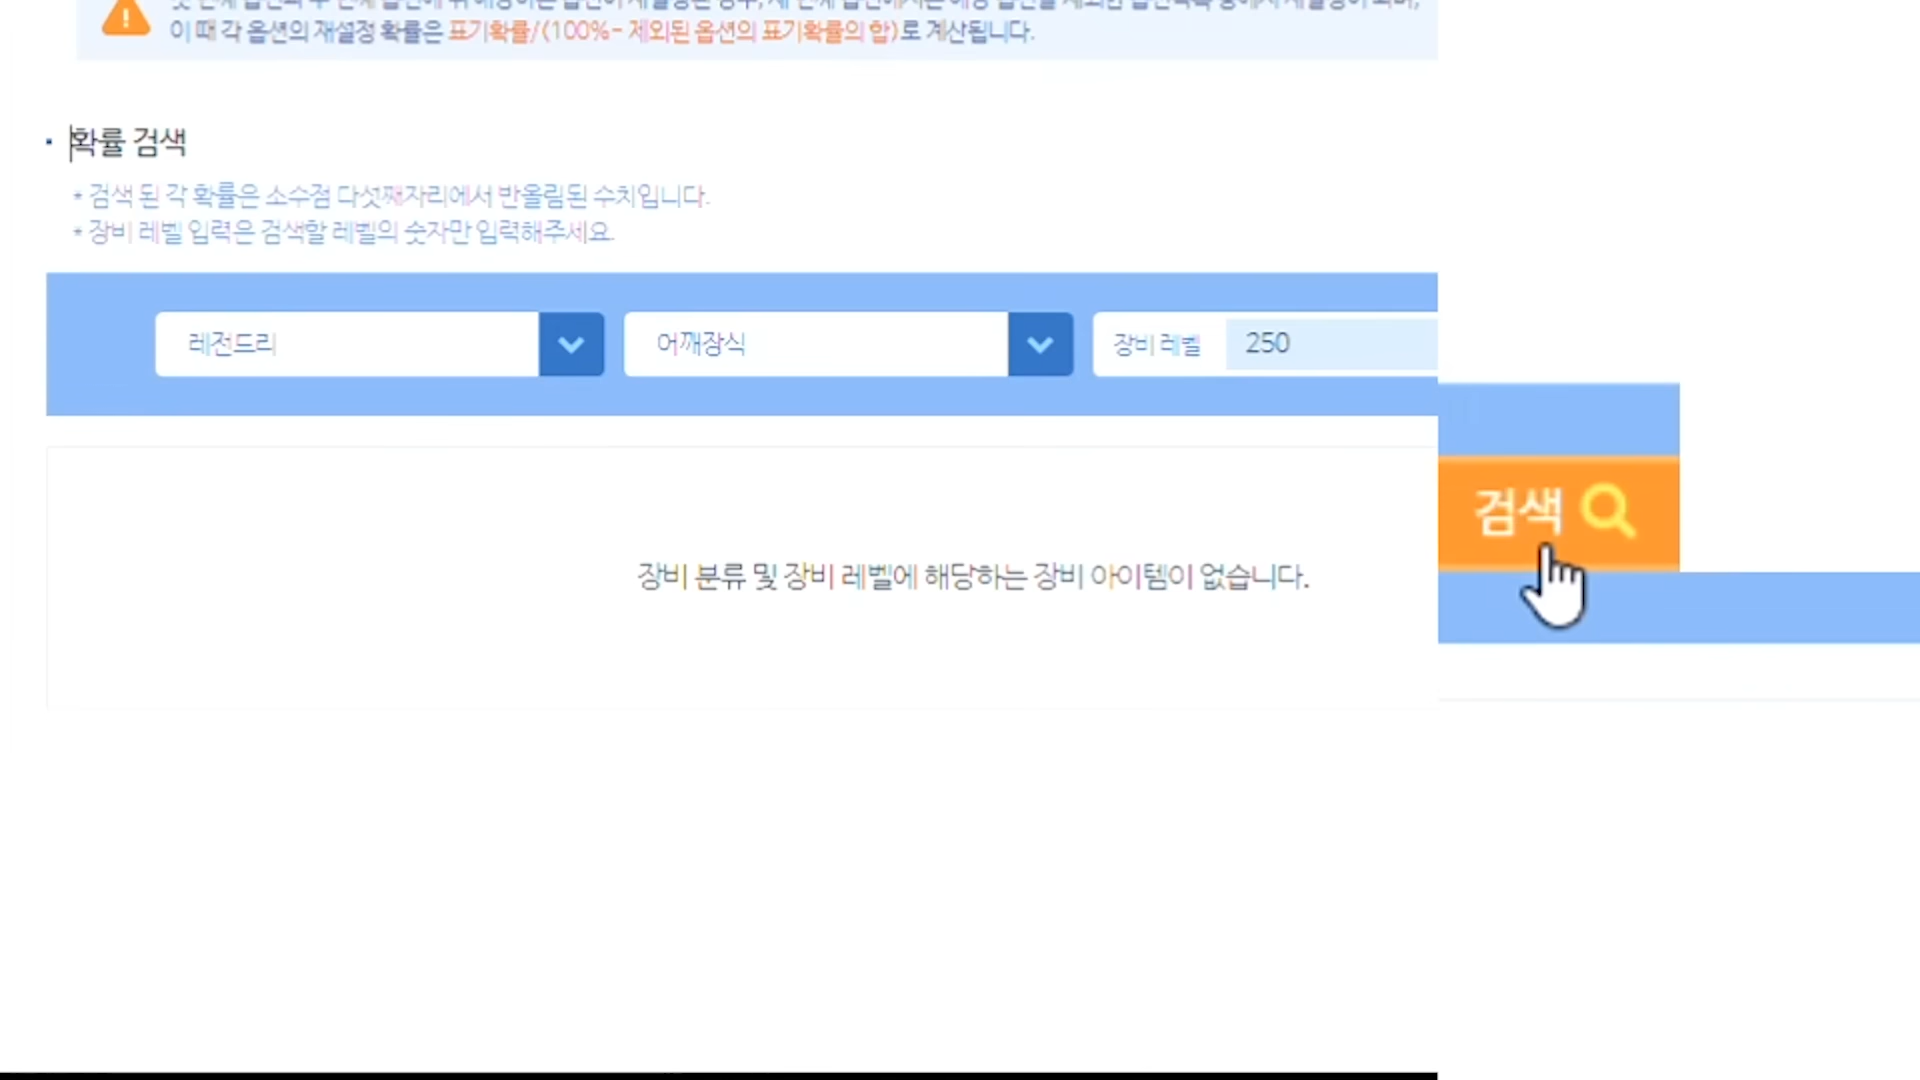 이 때 각 옵션의 재설정 확률은 표기확률/(100%- 제외된 옵션의 표기확률의 합)로 계산됩니다.
· 확률 검색
* 검색 된 각 확률은 소수점 다섯째자리에서 반올림된 수치입니다.
* 장비 레벨 입력은 검색할 레벨의 숫자만 입력해주세요.
레전드리
어깨장식
장비 레벨
250
검색
장비 분류 및 장비 레벨에 해당하는 장비 아이템이 없습니다.